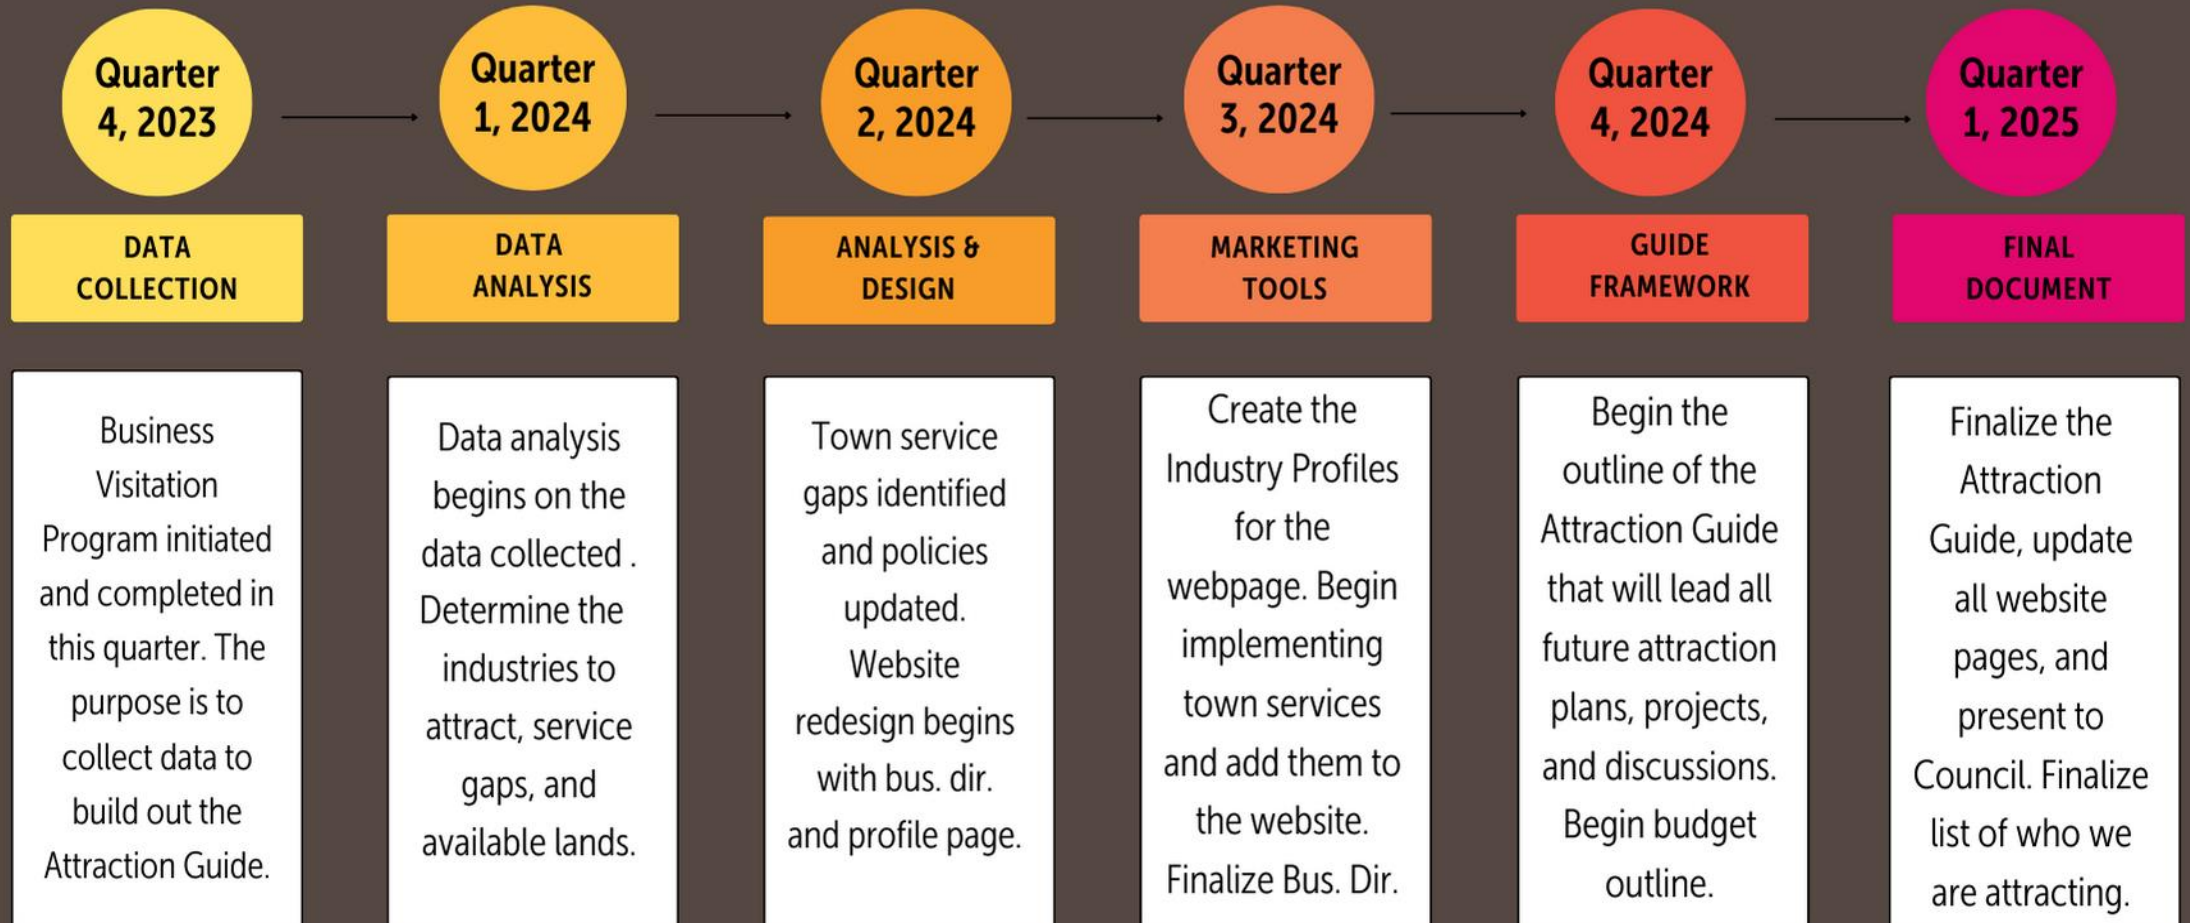 Quarter
4, 2023
Quarter
1, 2024
Quarter
2, 2024
Quarter
3, 2024
Quarter
4, 2024
Quarter
1, 2025
DATA
COLLECTION
DATA
ANALYSIS
ANALYSIS &
DESIGN
MARKETING
TOOLS
GUIDE
FRAMEWORK
FINAL
DOCUMENT
Business
Visitation
Program initiated
and completed in
this quarter. The
purpose is to
collect data to
build out the
Attraction Guide.
Data analysis
begins on the
data collected .
Determine the
industries to
attract, service
gaps, and
available lands.
Town service
gaps identified
and policies
updated.
Website
redesign begins
with bus. dir.
and profile page.
Create the
Industry Profiles
for the
webpage. Begin
implementing
town services
and add them to
the website.
Finalize Bus. Dir.
Begin the
outline of the
Attraction Guide
that will lead all
future attraction
plans, projects,
and discussions.
Begin budget
outline.
Finalize the
Attraction
Guide, update
all website
pages, and
present to
Council. Finalize
list of who we
are attracting.